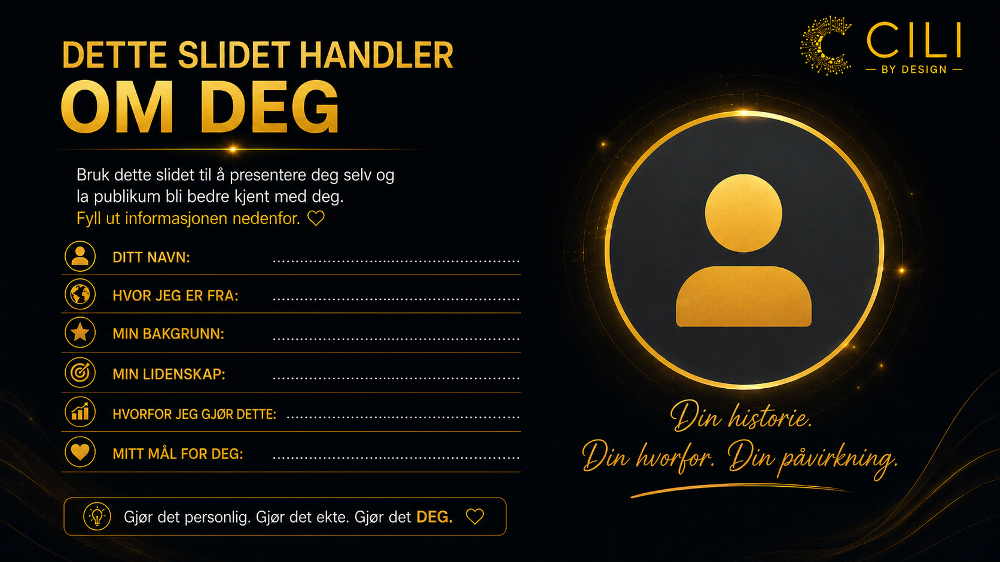 DETTE SLIDET HANDLER
OM DEG
Bruk dette slidet til å presentere deg selv og
la publikum bli bedre kjent med deg.
Fyll ut informasjonen nedenfor.
DITT NAVN: ........................................................
HVOR JEG ER FRA: ........................................................
MIN BAKGRUNN: ........................................................
MIN LIDENSKAP: ........................................................
HVORFOR JEG GJØR DETTE: ........................................................
MITT MÅL FOR DEG: ........................................................
Gjør det personlig. Gjør det ekte. Gjør det DEG.
CILI
— BY DESIGN —
Din historie.
Din hvorfor. Din påvirkning.